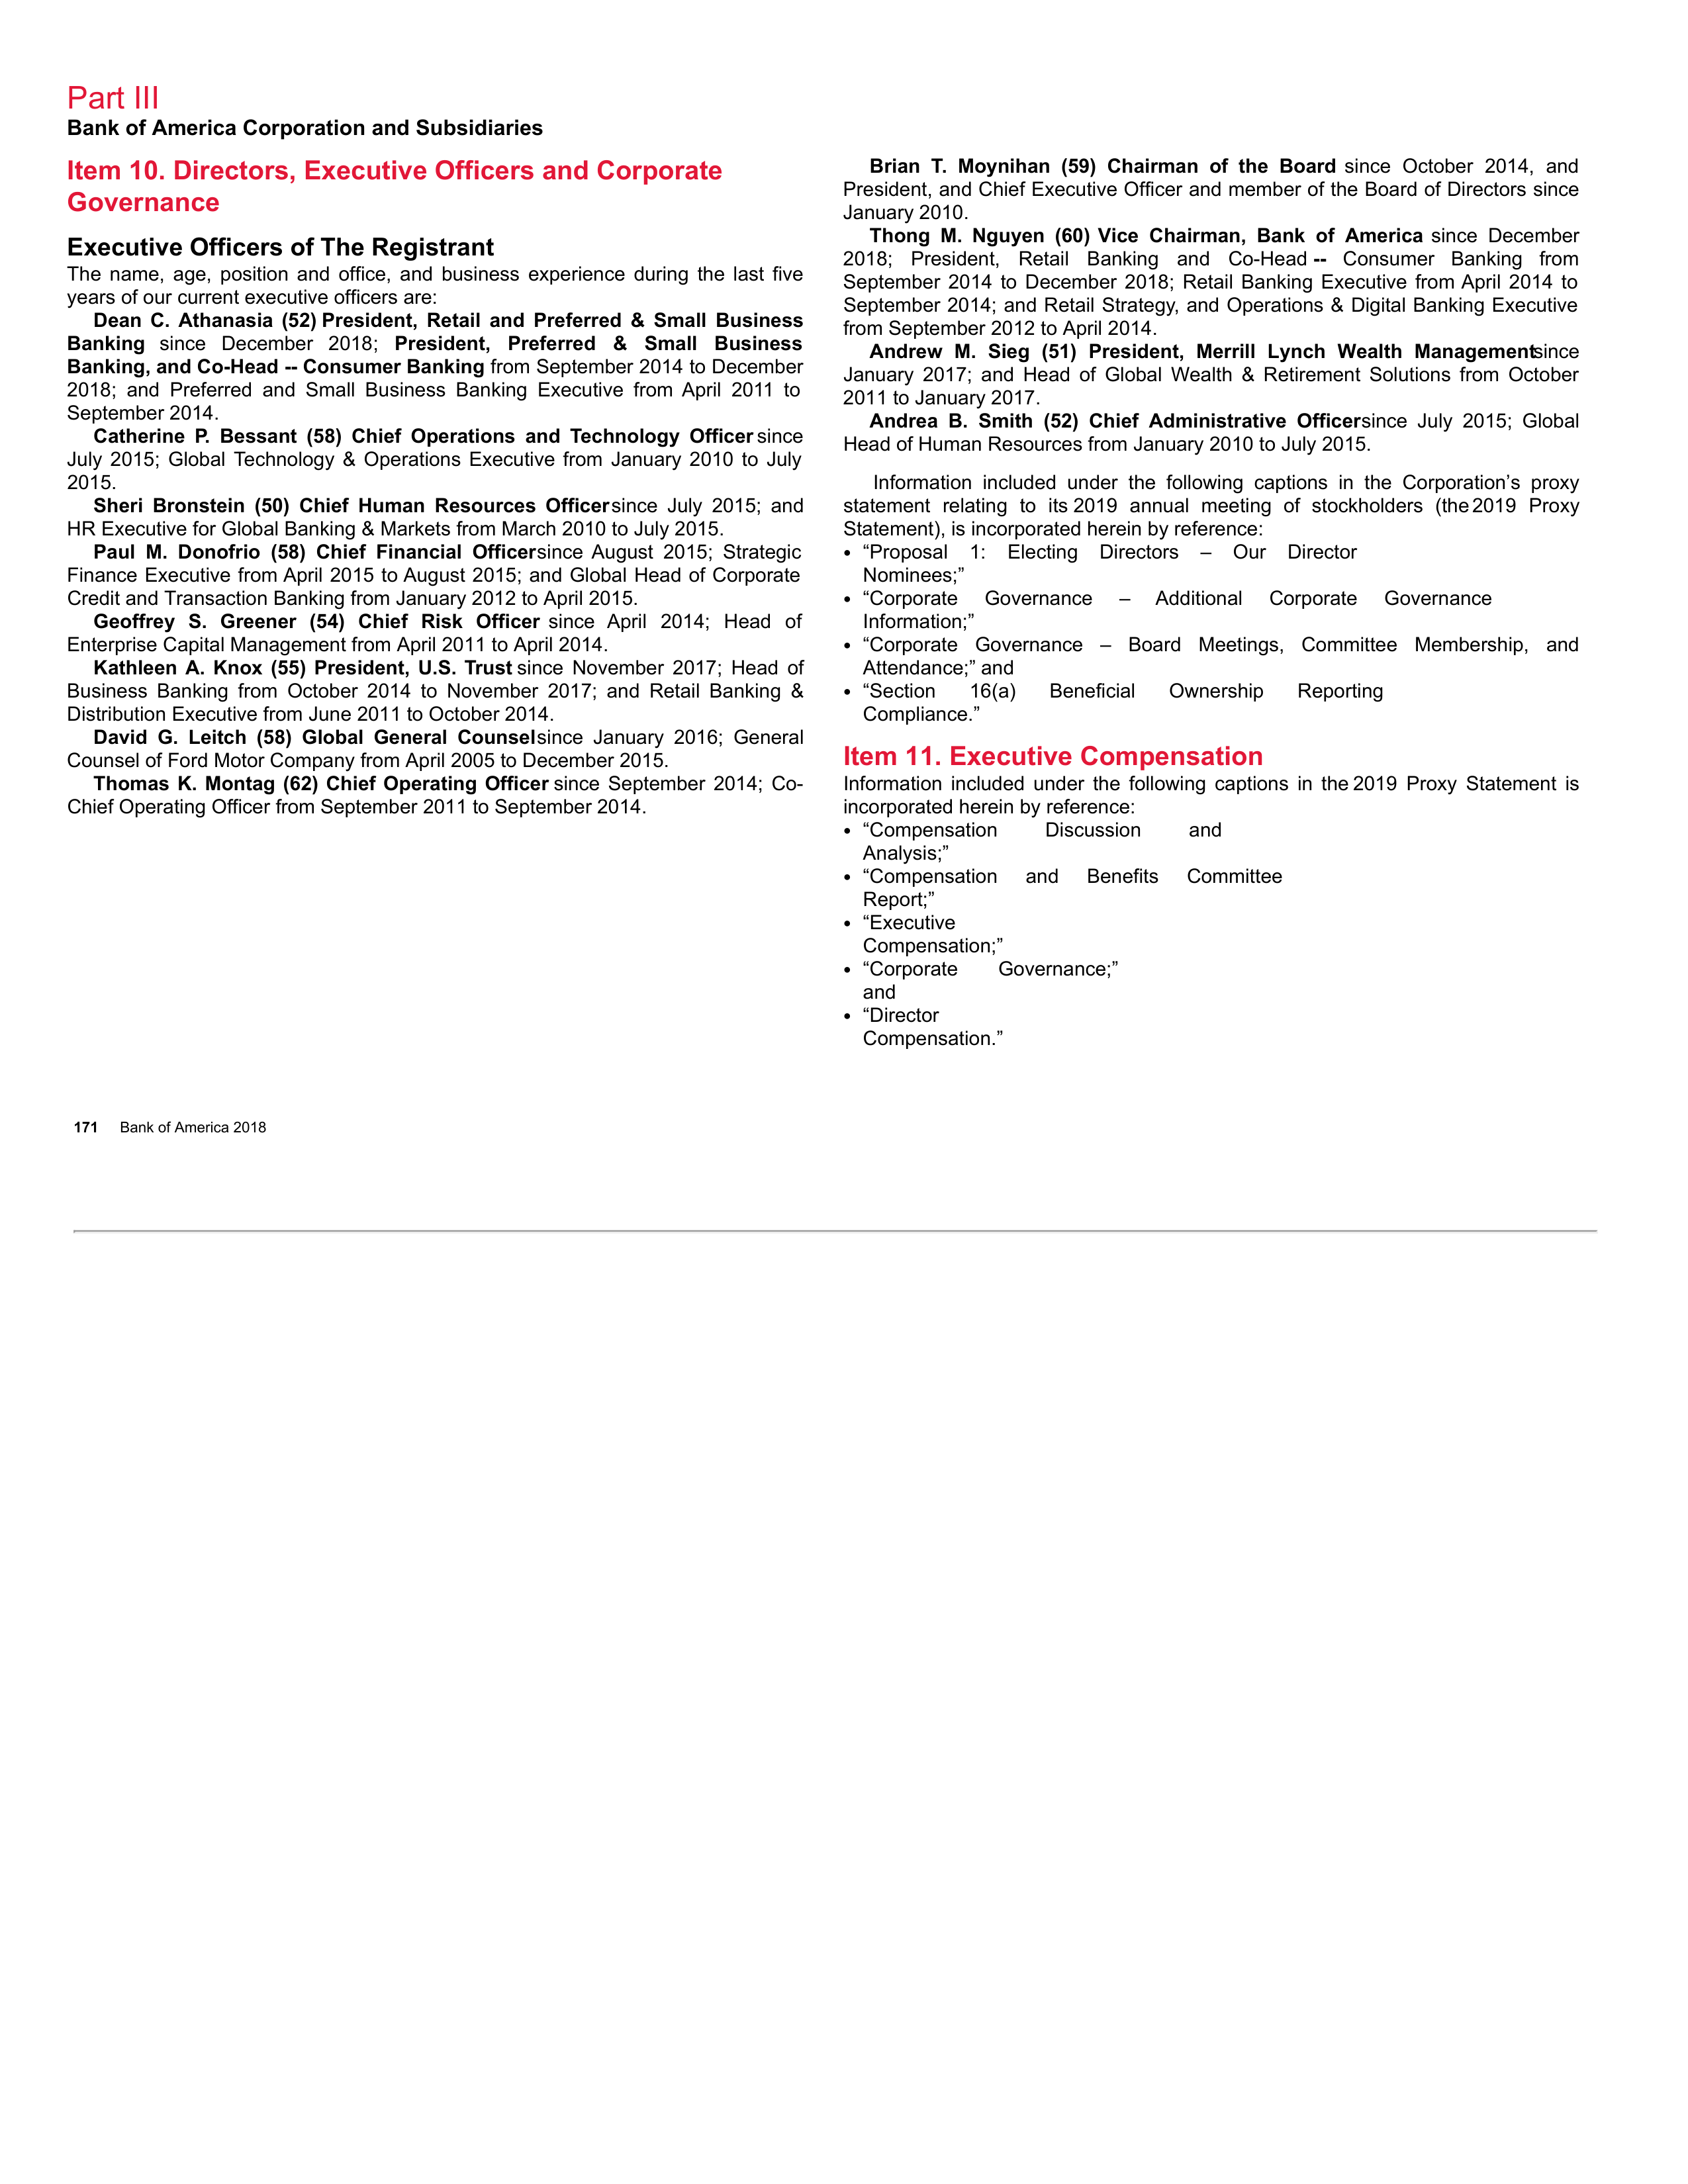 Part III
Bank of America Corporation and Subsidiaries
Item 10. Directors, Executive Officers and Corporate
Governance
Executive Officers of The Registrant
The name, age, position and office, and business experience during the last five
years of our current executive officers are:
Dean C. Athanasia (52) President, Retail and Preferred & Small Business
Banking since December 2018; President, Preferred & Small Business
Banking, and Co-Head -- Consumer Banking from September 2014 to December
2018; and Preferred and Small Business Banking Executive from April 2011 to
September 2014.
Catherine P. Bessant (58) Chief Operations and Technology Officer since
July 2015; Global Technology & Operations Executive from January 2010 to July
2015.
Sheri Bronstein (50) Chief Human Resources Officer since July 2015; and
HR Executive for Global Banking & Markets from March 2010 to July 2015.
Paul M. Donofrio (58) Chief Financial Officer since August 2015; Strategic
Finance Executive from April 2015 to August 2015; and Global Head of Corporate
Credit and Transaction Banking from January 2012 to April 2015.
Geoffrey S. Greener (54) Chief Risk Officer since April 2014; Head of
Enterprise Capital Management from April 2011 to April 2014.
Kathleen A. Knox (55) President, U.S. Trust since November 2017; Head of
Business Banking from October 2014 to November 2017; and Retail Banking &
Distribution Executive from June 2011 to October 2014.
David G. Leitch (58) Global General Counsel since January 2016; General
Counsel of Ford Motor Company from April 2005 to December 2015.
Thomas K. Montag (62) Chief Operating Officer since September 2014; Co-
Chief Operating Officer from September 2011 to September 2014.
Brian T. Moynihan (59) Chairman of the Board since October 2014, and
President, and Chief Executive Officer and member of the Board of Directors since
January 2010.
Thong M. Nguyen (60) Vice Chairman, Bank of America since December
2018; President, Retail Banking and Co-Head -- Consumer Banking from
September 2014 to December 2018; Retail Banking Executive from April 2014 to
September 2014; and Retail Strategy, and Operations & Digital Banking Executive
from September 2012 to April 2014.
Andrew M. Sieg (51) President, Merrill Lynch Wealth Management since
January 2017; and Head of Global Wealth & Retirement Solutions from October
2011 to January 2017.
Andrea B. Smith (52) Chief Administrative Officer since July 2015; Global
Head of Human Resources from January 2010 to July 2015.
Information included under the following captions in the Corporation’s proxy
statement relating to its 2019 annual meeting of stockholders (the 2019 Proxy
Statement), is incorporated herein by reference:
• “Proposal 1: Electing Directors – Our Director
Nominees;”
• “Corporate Governance – Additional Corporate Governance
Information;”
• “Corporate Governance – Board Meetings, Committee Membership, and
Attendance;” and
• “Section 16(a) Beneficial Ownership Reporting
Compliance.”
Item 11. Executive Compensation
Information included under the following captions in the 2019 Proxy Statement is
incorporated herein by reference:
• “Compensation Discussion and
Analysis;”
• “Compensation and Benefits Committee
Report;”
• “Executive
Compensation;”
• “Corporate Governance;”
and
• “Director
Compensation.”
171 Bank of America 2018